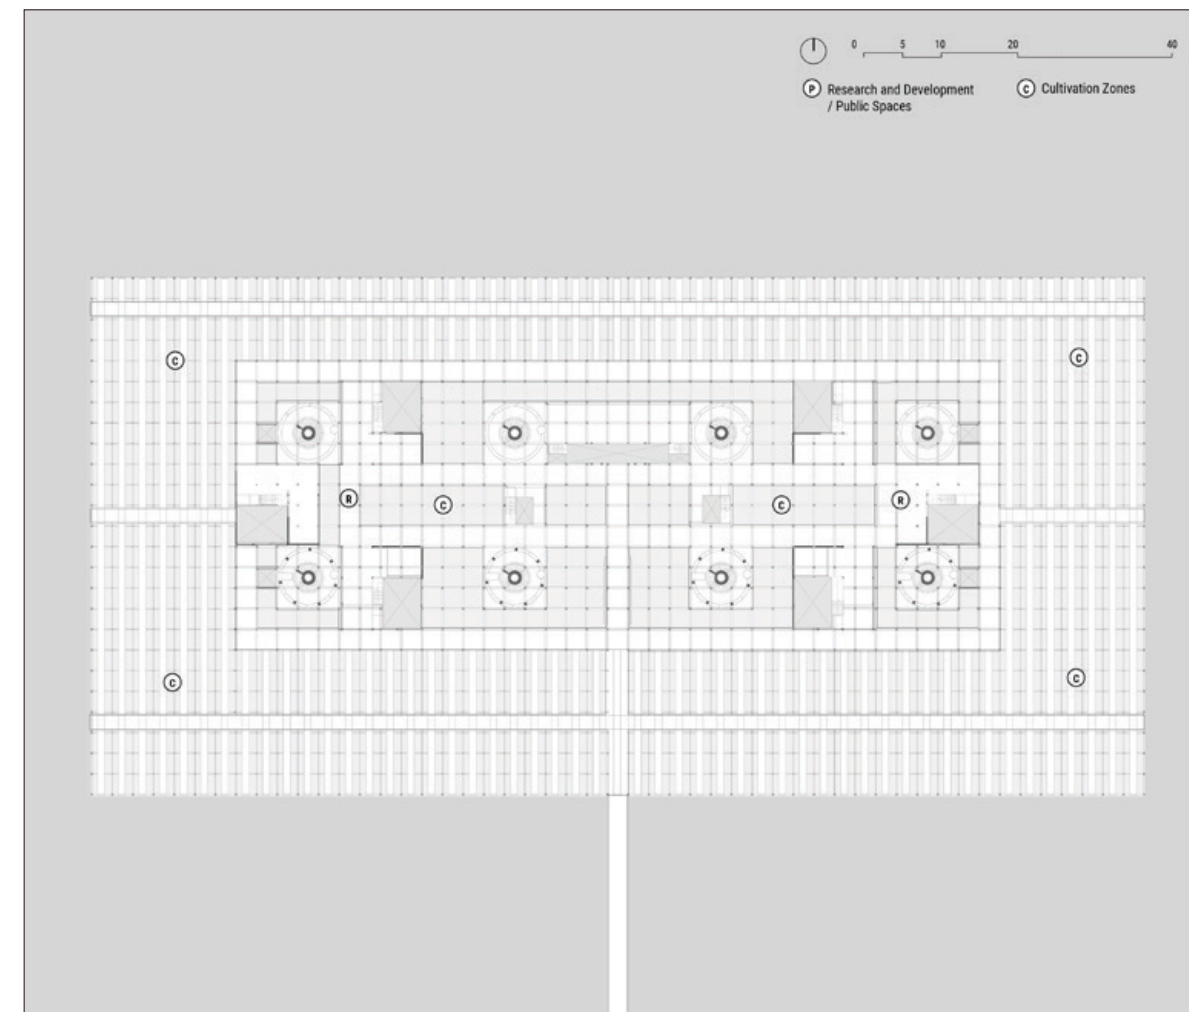 0 5 10 20 40
P Research and Development C Cultivation Zones
/ Public Spaces
C C
R C C R
C C